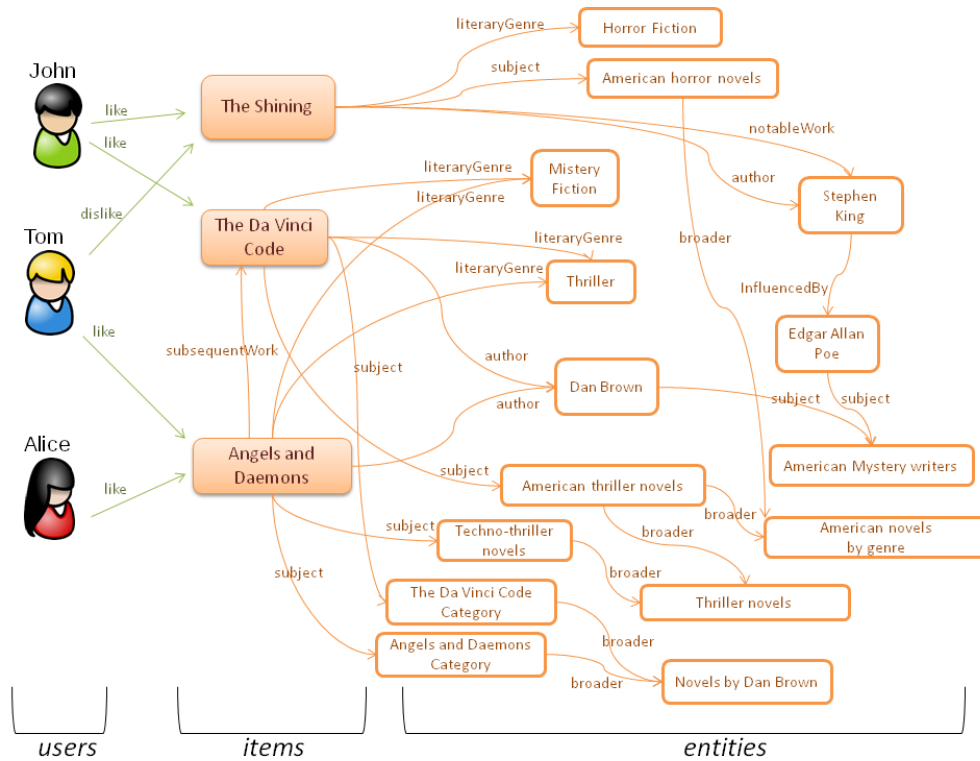 literaryGenre
Horror Fiction
John
subject
American horror novels
like
The Shining
like
notableWork
literaryGenre
Mistery
Fiction
author
literaryGenre
Stephen
King
dislike
Tom
The Da Vinci
Code
literaryGenre
broader
literaryGenre
Thriller
InfluencedBy
like
Edgar Allan
Poe
subsequentWork
subject
author
Dan Brown
subject
subject
author
Alice
Angels and
Daemons
subject
American Mystery writers
like
American thriller novels
broader
subject
Techno-thriller
novels
broader
American novels
by genre
subject
broader
The Da Vinci Code
Category
Thriller novels
Angels and Daemons
Category
broader
broader
Novels by Dan Brown
users
items
entities